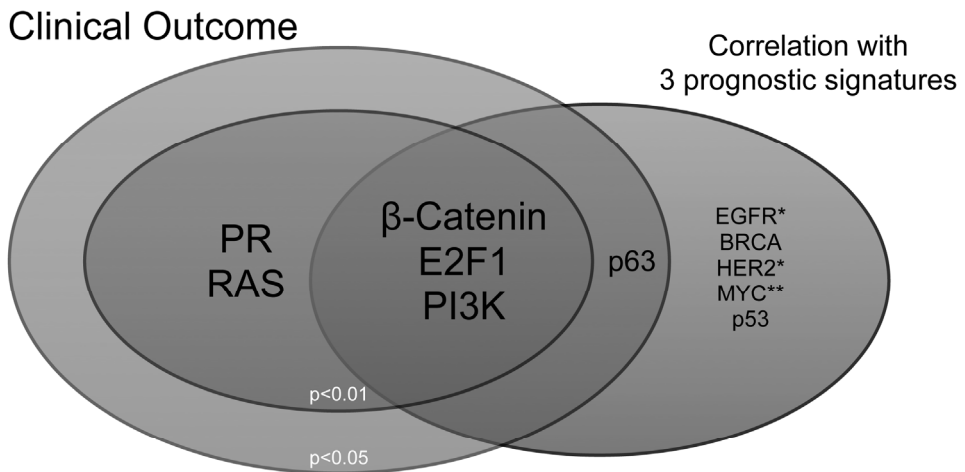 Clinical Outcome
Correlation with
3 prognostic signatures
PR
RAS
β-Catenin
E2F1
PI3K
p63
EGFR*
BRCA
HER2*
MYC**
p53
p<0.01
p<0.05